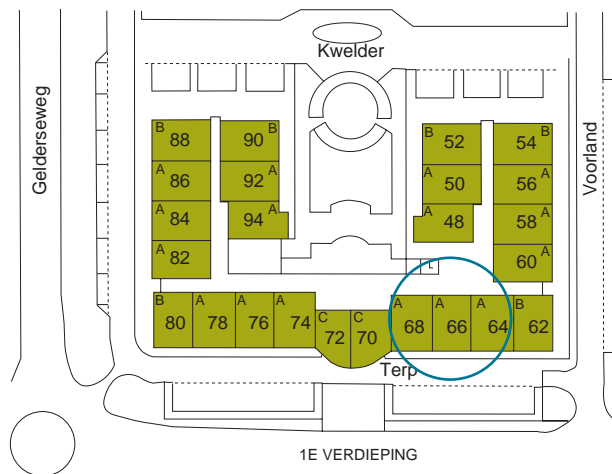 Kwelder
Gelderseweg
Voorland
B 88
90 B
B 52
54 B
A 86
92 A
A 50
56 A
A 84
94 A
A 48
58 A
A 82
60 A
L
B 80
A 78
A 76
A 74
C 72
C 70
A 68
A 66
A 64
B 62
Terp
1E VERDIEPING